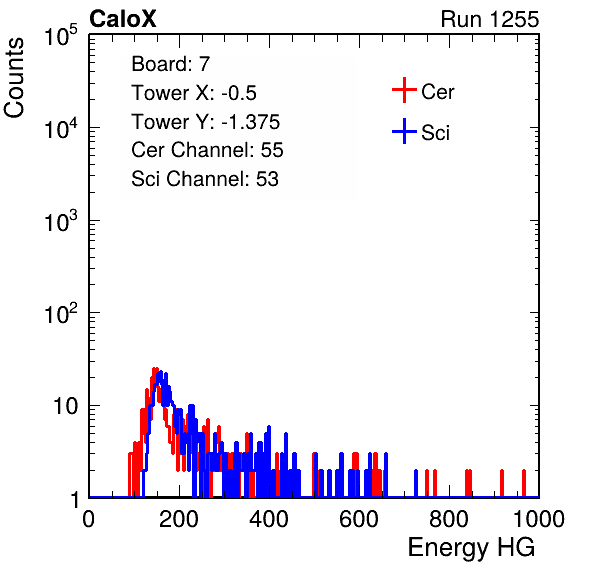 CaloX Run 1255
Counts
Board: 7
Tower X: -0.5
Tower Y: -1.375
Cer Channel: 55
Sci Channel: 53
Cer
Sci
10^5
10^4
10^3
10^2
10
1
0 200 400 600 800 1000
Energy HG